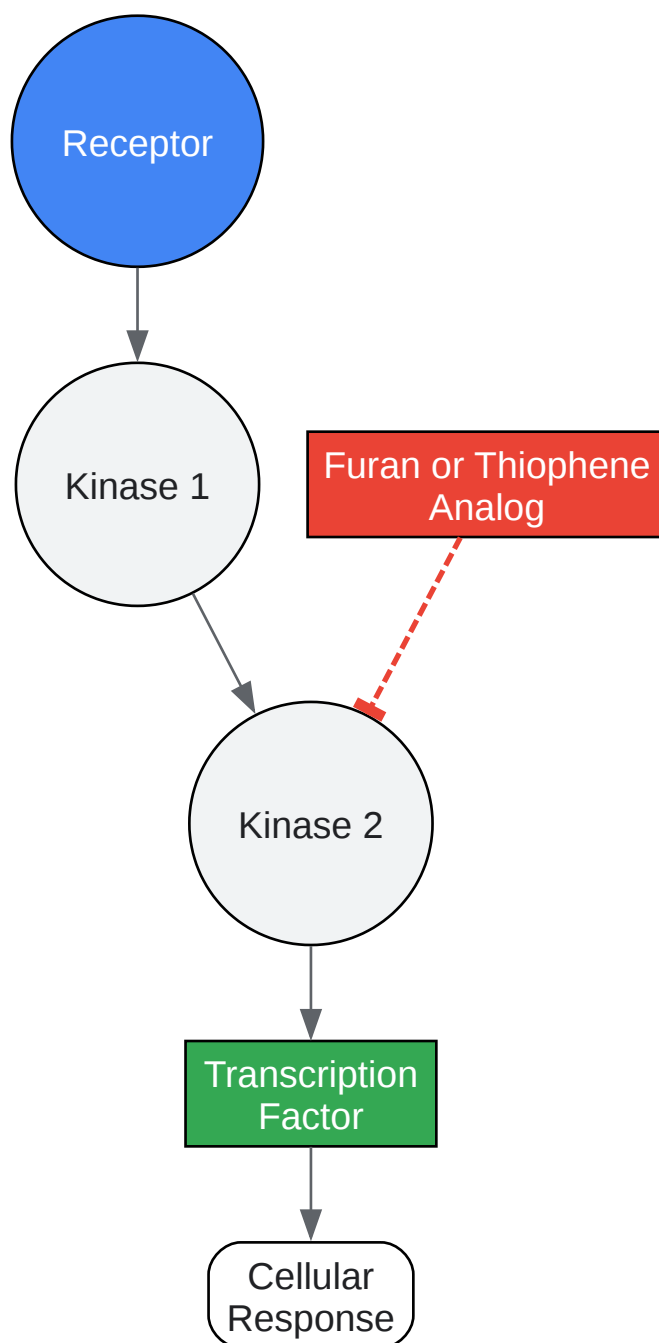 Receptor
Kinase 1
Furan or Thiophene
Analog
Kinase 2
Transcription
Factor
Cellular
Response